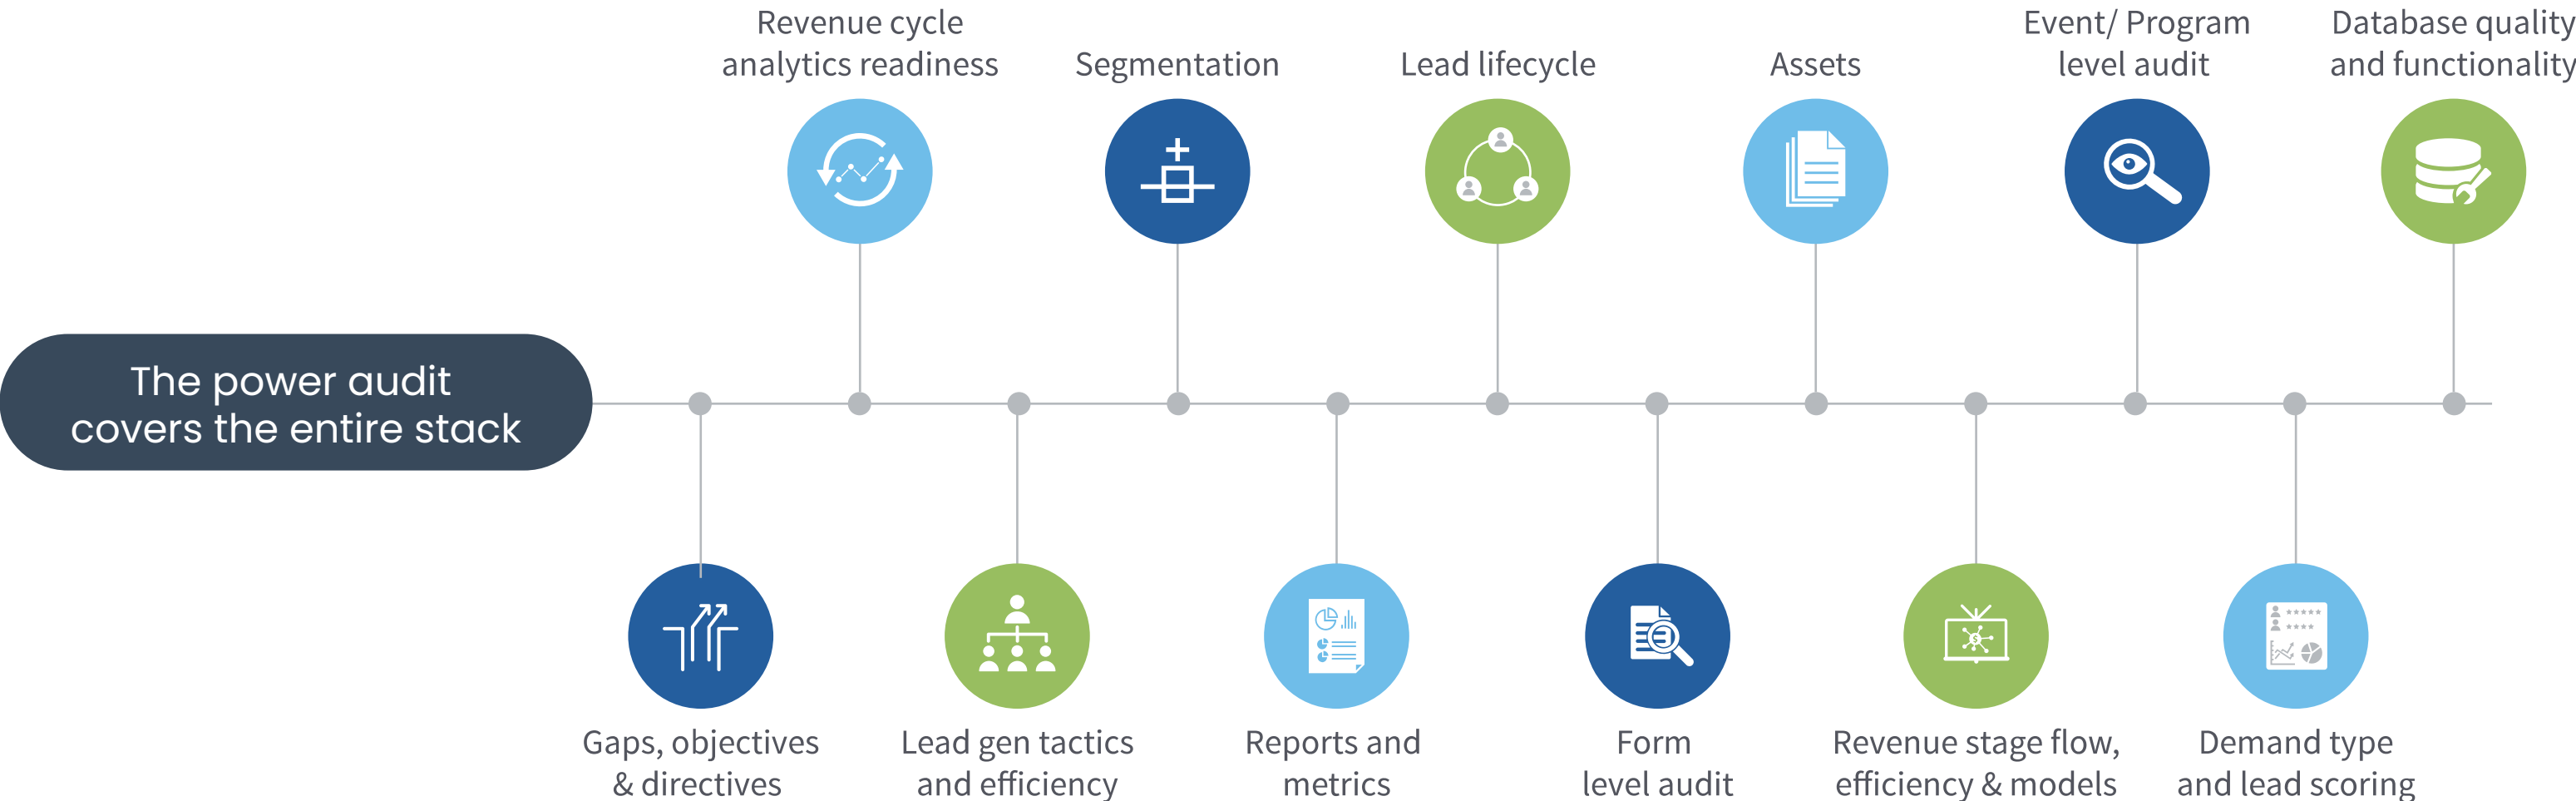 The power audit
covers the entire stack
Revenue cycle
analytics readiness
Segmentation
Lead lifecycle
Assets
Event/ Program
level audit
Database quality
and functionality
Gaps, objectives
& directives
Lead gen tactics
and efficiency
Reports and
metrics
Form
level audit
Revenue stage flow,
efficiency & models
Demand type
and lead scoring